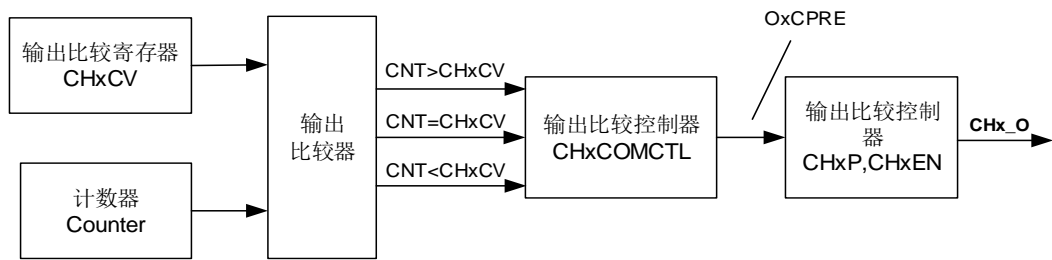 OxCPRE
输出比较寄存器
CHxCV
CNT>CHxCV
输出
比较器
CNT=CHxCV
CNT<CHxCV
输出比较控制器
CHxCOMCTL
输出比较控制
器
CHxP,CHxEN
CHx_O
计数器
Counter